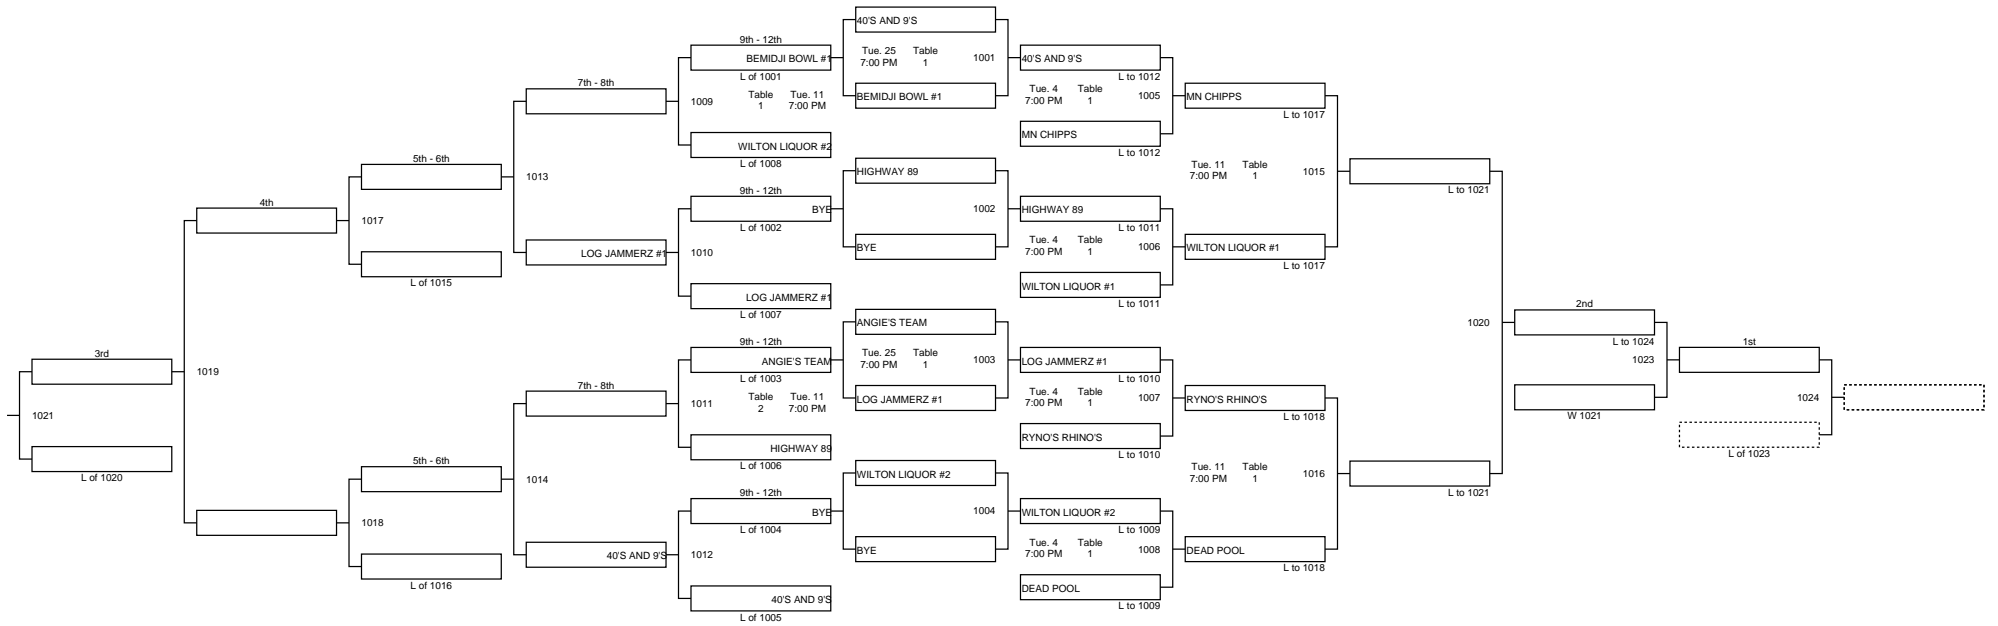 40'S AND 9'S
9th - 12th
BEMIDJI BOWL #1
Tue. 25 Table
7:00 PM 1
1001
40'S AND 9'S
L of 1001
L to 1012
7th - 8th
1009
Table Tue. 11
1 7:00 PM
BEMIDJI BOWL #1
Tue. 4 Table
7:00 PM 1
1005
MN CHIPPS
L to 1017
WILTON LIQUOR #2
L of 1008
MN CHIPPS
L to 1012
5th - 6th
1013
HIGHWAY 89
Tue. 11 Table
7:00 PM 1
1015
L to 1021
9th - 12th
BYE
L of 1002
1002
HIGHWAY 89
L to 1011
4th
1017
LOG JAMMERZ #1
1010
BYE
Tue. 4 Table
7:00 PM 1
1006
WILTON LIQUOR #1
L to 1017
L of 1015
LOG JAMMERZ #1
L of 1007
WILTON LIQUOR #1
L to 1011
ANGIE'S TEAM
1020
2nd
L to 1024
9th - 12th
ANGIE'S TEAM
L of 1003
Tue. 25 Table
7:00 PM 1
1003
LOG JAMMERZ #1
L to 1010
1023
1st
3rd
1019
7th - 8th
1011
Table Tue. 11
2 7:00 PM
LOG JAMMERZ #1
Tue. 4 Table
7:00 PM 1
1007
RYNO'S RHINO'S
L to 1018
W 1021
1024
1021
HIGHWAY 89
L of 1006
RYNO'S RHINO'S
L to 1010
L of 1023
L of 1020
5th - 6th
1014
WILTON LIQUOR #2
Tue. 11 Table
7:00 PM 1
1016
L to 1021
9th - 12th
BYE
L of 1004
1004
WILTON LIQUOR #2
L to 1009
1018
40'S AND 9'S
1012
BYE
Tue. 4 Table
7:00 PM 1
1008
DEAD POOL
L to 1018
L of 1016
40'S AND 9'S
L of 1005
DEAD POOL
L to 1009